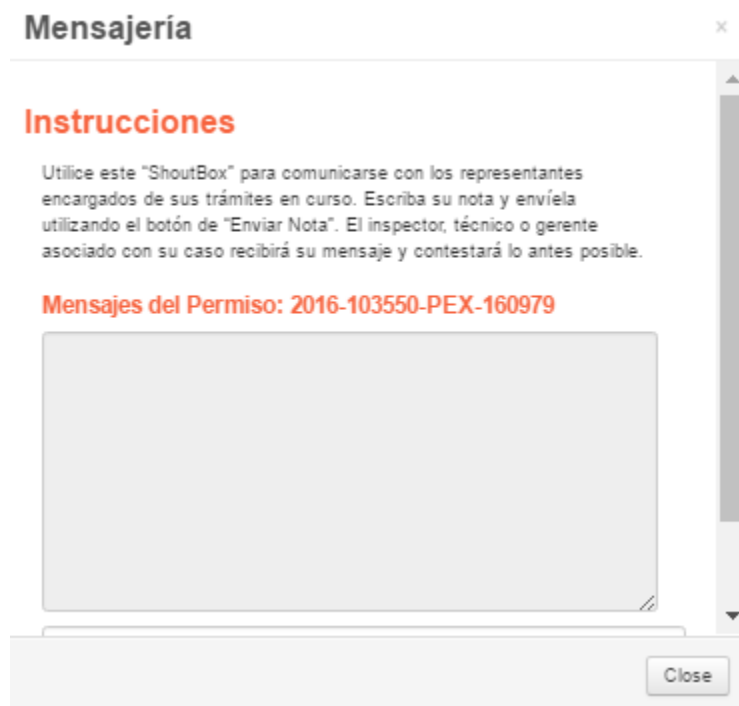 Mensajería
×
Instrucciones
Utilice este "ShoutBox" para comunicarse con los representantes
encargados de sus trámites en curso. Escriba su nota y envíela
utilizando el botón de "Enviar Nota". El inspector, técnico o gerente
asociado con su caso recibirá su mensaje y contestará lo antes posible.
Mensajes del Permiso: 2016-103550-PEX-160979
Close